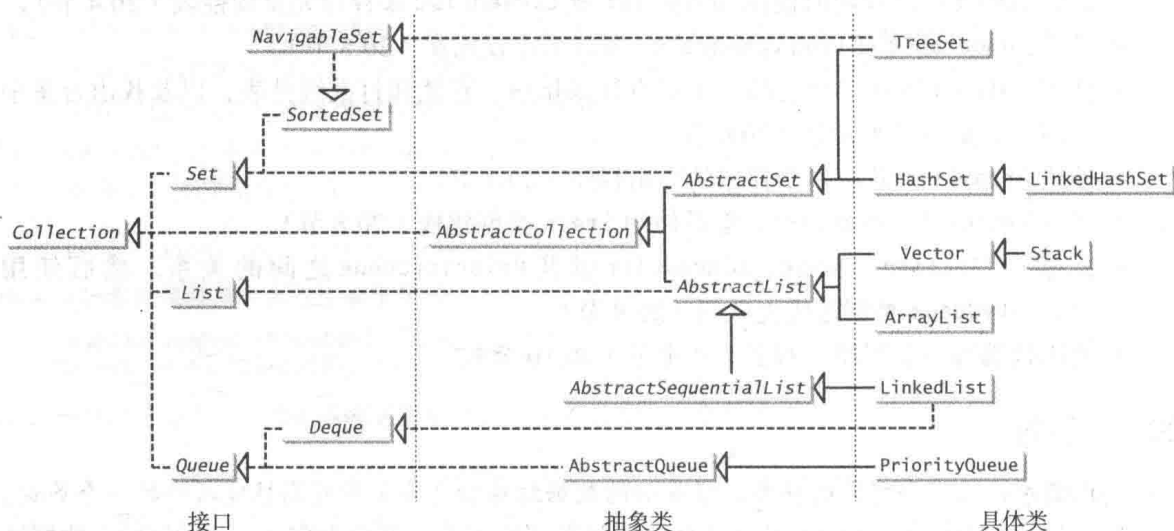 NavigableSet TreeSet
SortedSet
Set AbstractSet HashSet LinkedHashSet
Collection AbstractCollection
Vector Stack
List AbstractList
ArrayList
AbstractSequentialList LinkedList
Deque
Queue AbstractQueue PriorityQueue
接口 抽象类 具体类